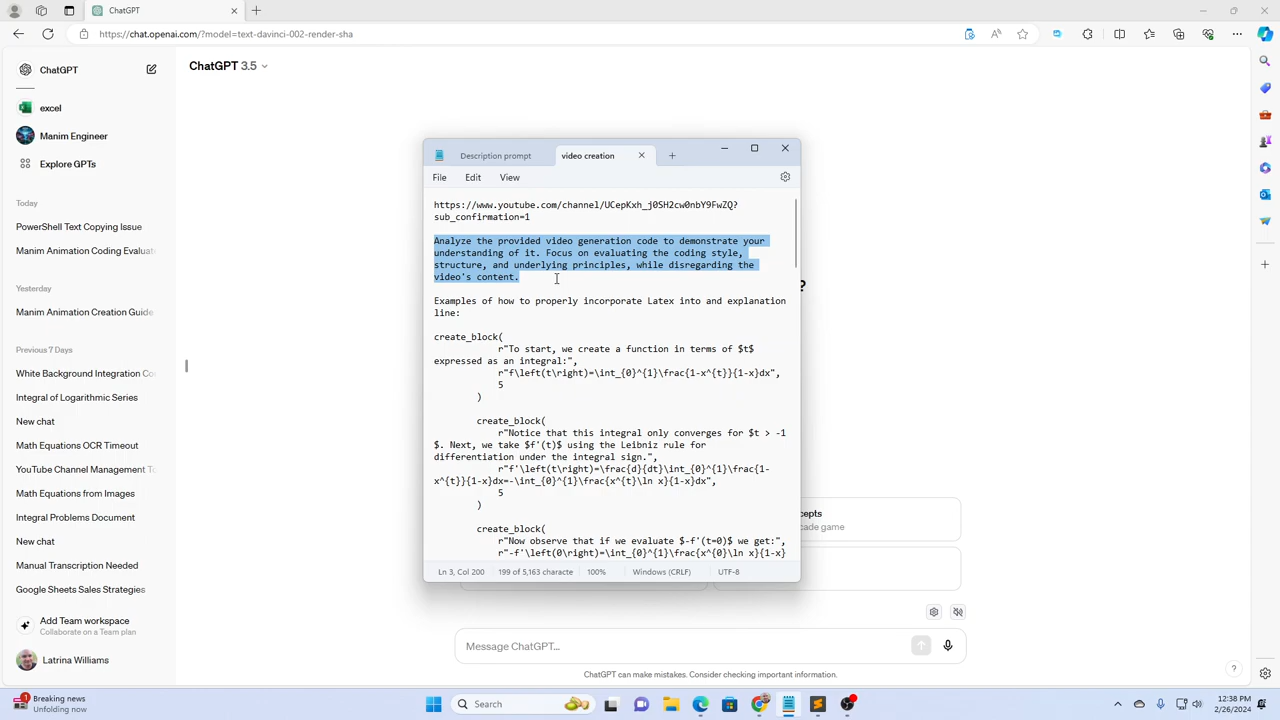 ChatGPT
https://chat.openai.com/?model=text-davinci-002-render-sha
ChatGPT
ChatGPT 3.5
excel
Manim Engineer
Explore GPTs
Today
PowerShell Text Copying Issue
Manim Animation Coding Evaluat
Yesterday
Manim Animation Creation Guide
Previous 7 Days
White Background Integration Co
Integral of Logarithmic Series
New chat
Math Equations OCR Timeout
YouTube Channel Management To
Math Equations from Images
Integral Problems Document
New chat
Manual Transcription Needed
Google Sheets Sales Strategies
Add Team workspace
Collaborate on a Team plan
Latrina Williams
Description prompt
video creation
File Edit View
https://www.youtube.com/channel/UCepKxh_j0SH2cw0nbY9FwZQ?
sub_confirmation=1
Analyze the provided video generation code to demonstrate your
understanding of it. Focus on evaluating the coding style,
structure, and underlying principles, while disregarding the
video's content.
Examples of how to properly incorporate Latex into and explanation
line:
create_block(
r"To start, we create a function in terms of $t$
expressed as an integral:",
r"f\left(t\right)=\int_{0}^{1}\frac{1-x^{t}}{1-x}dx",
5
)
create_block(
r"Notice that this integral only converges for $t > -1
$. Next, we take $f'(t)$ using the Leibniz rule for
differentiation under the integral sign.",
r"f'\left(t\right)=\frac{d}{dt}\int_{0}^{1}\frac{1-
x^{t}}{1-x}dx=-\int_{0}^{1}\frac{x^{t}\ln x}{1-x}dx",
5
)
create_block(
r"Now observe that if we evaluate $-f'(t=0)$ we get:",
r"-f'\left(0\right)=\int_{0}^{1}\frac{x^{0}\ln x}{1-x}
Ln 3, Col 200
199 of 5,163 characte
100%
Windows (CRLF)
UTF-8
?
cepts
cade game
Message ChatGPT...
ChatGPT can make mistakes. Consider checking important information.
?
1
Breaking news
Unfolding now
Search
12:38 PM
2/26/2024